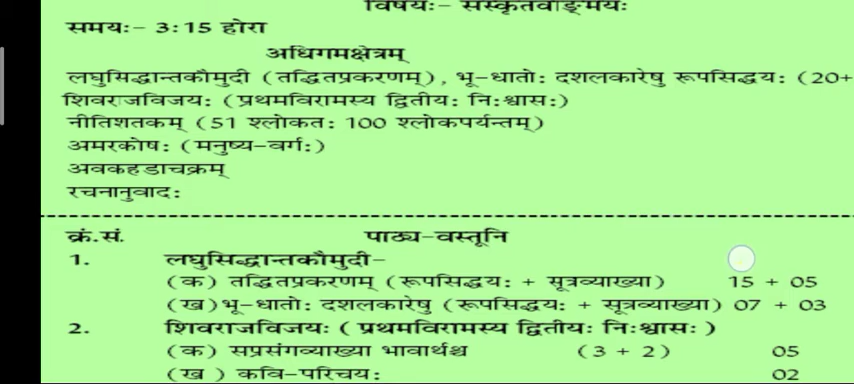 विषयः- संस्कृतवाङ्मयः
समयः- 3:15 होरा
अधिगमक्षेत्रम्
लघुसिद्धान्तकौमुदी (तद्धितप्रकरणम्), भू-धातोः दशलकारेषु रूपसिद्धयः (20+
शिवराजविजयः (प्रथमविरामस्य द्वितीयः निःश्वासः)
नीतिशतकम् (51 श्लोकतः 100 श्लोकपर्यन्तम्)
अमरकोषः (मनुष्य-वर्गः)
अवकहडाचक्रम्
रचनानुवादः
क्रं.सं. पाठ्य-वस्तूनि
1. लघुसिद्धान्तकौमुदी-
(क) तद्धितप्रकरणम् (रूपसिद्धयः + सूत्रव्याख्या) 15 + 05
(ख)भू-धातोः दशलकारेषु (रूपसिद्धयः + सूत्रव्याख्या) 07 + 03
2. शिवराजविजयः ( प्रथमविरामस्य द्वितीयः निःश्वासः )
(क) सप्रसंगव्याख्या भावार्थश्च (3 + 2) 05
(ख ) कवि-परिचयः 02